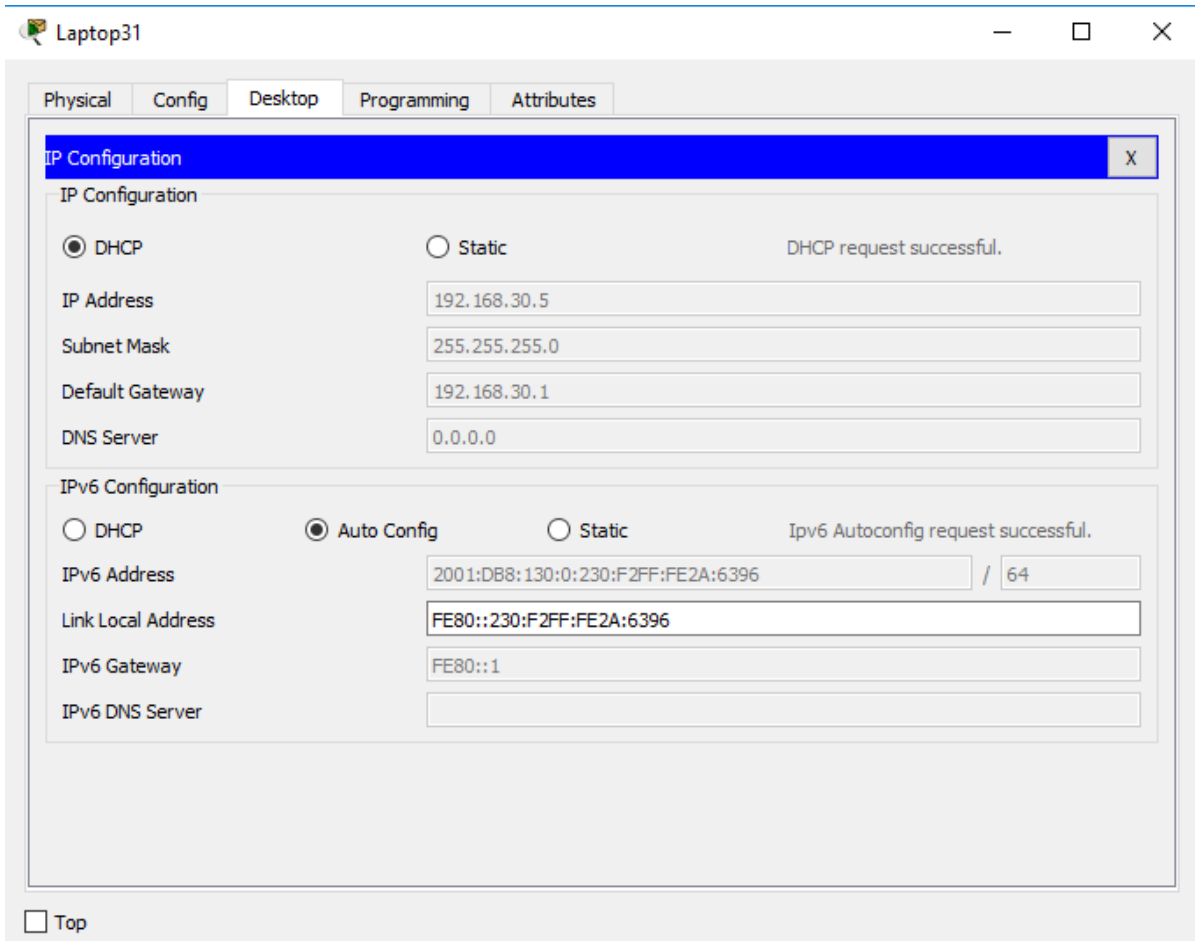 Laptop31
Physical Config Desktop Programming Attributes
IP Configuration X
IP Configuration
DHCP Static DHCP request successful.
IP Address 192.168.30.5
Subnet Mask 255.255.255.0
Default Gateway 192.168.30.1
DNS Server 0.0.0.0
IPv6 Configuration
DHCP Auto Config Static Ipv6 Autoconfig request successful.
IPv6 Address 2001:DB8:130:0:230:F2FF:FE2A:6396 / 64
Link Local Address FE80::230:F2FF:FE2A:6396
IPv6 Gateway FE80::1
IPv6 DNS Server
Top